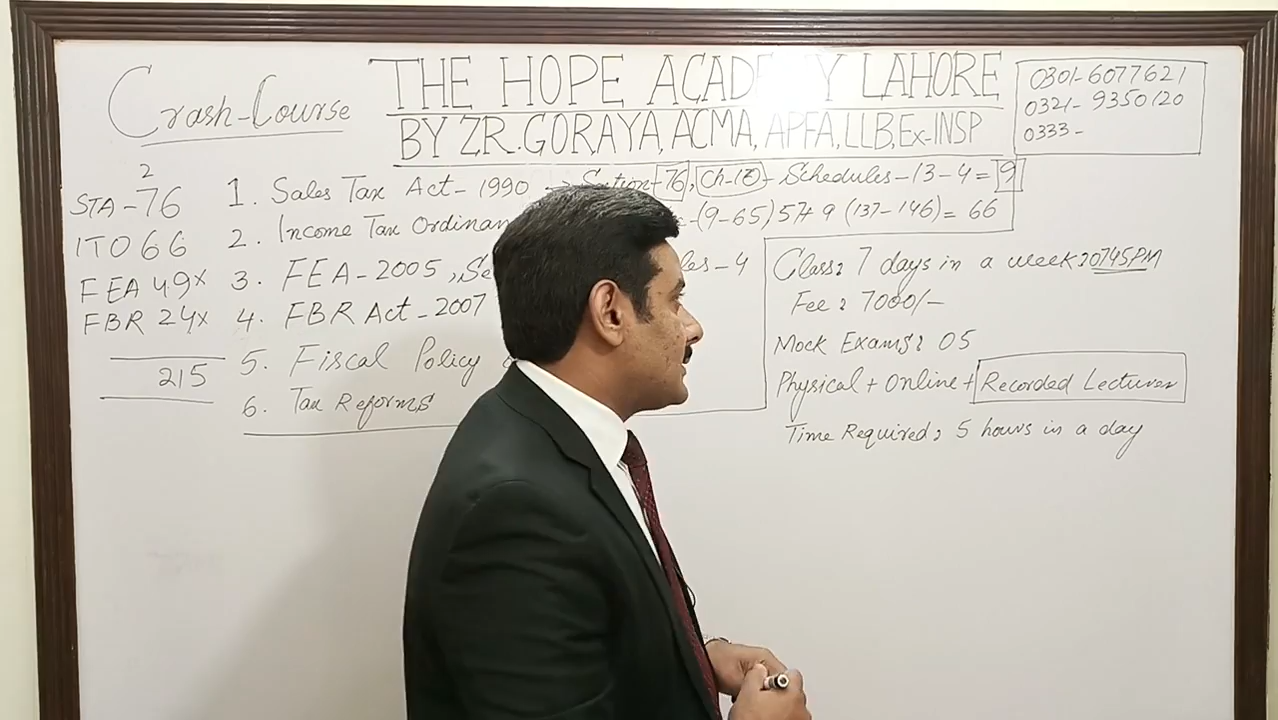 Crash-Course
THE HOPE ACAD Y LAHORE
BY ZR.GORAYA, ACMA, APFA, LLB, Ex-INSP
0301-6077621
0321-9350120
0333-
2
STA-76
ITO 66
FEA 49x
FBR 24x
215
1. Sales Tax Act-1990 → Section-76, Schedules-13-4=9
2. Income Tax Ordinan -(9-65)57+9(137-146)=66
3. FEA-2005, Se les-4
4. FBR Act-2007
5. Fiscal Policy
6. Tax Reforms
Class: 7 days in a week:
Fee: 7000/-
Mock Exams: 05
Physical + Online + Recorded Lectures
Time Required: 5 hours in a day